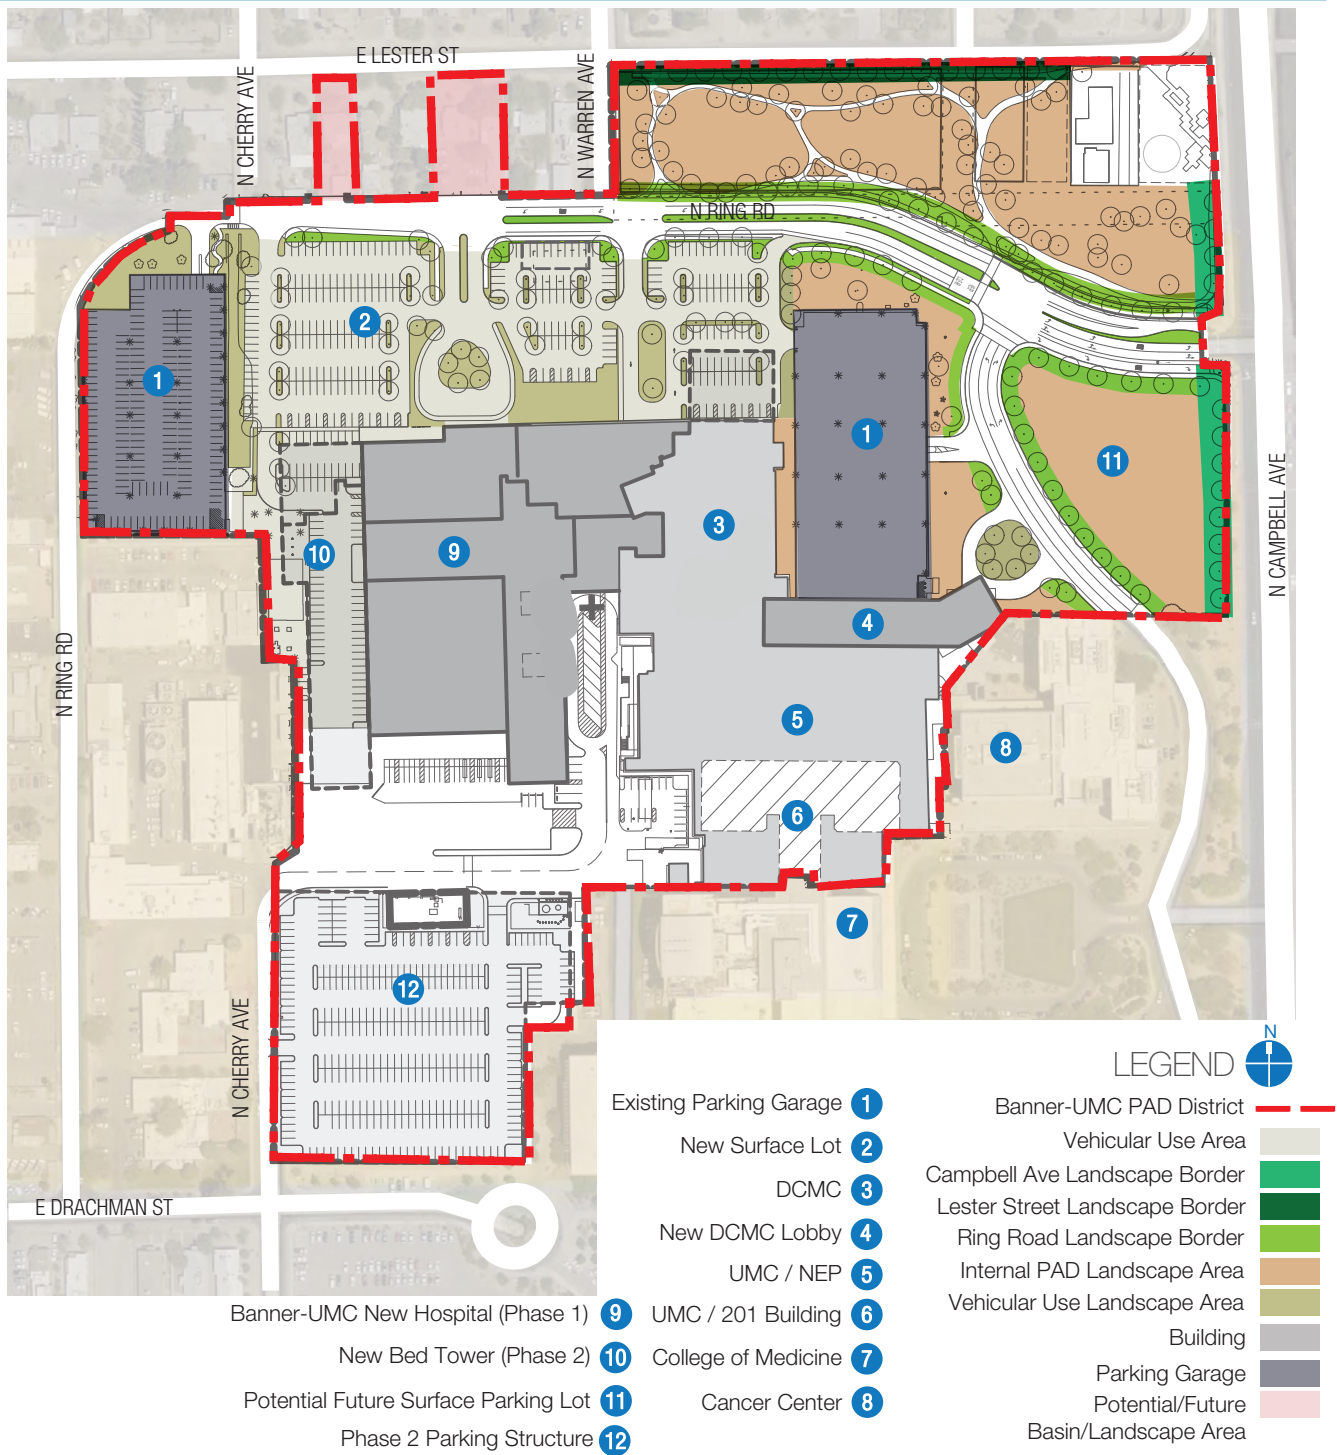 E LESTER ST
N CHERRY AVE
N WARREN AVE
N RING RD
2
1
1
11
3
10
9
N CAMPBELL AVE
4
N RING RD
5
8
6
7
12
N CHERRY AVE
E DRACHMAN ST
N
LEGEND
Existing Parking Garage 1
New Surface Lot 2
DCMC 3
New DCMC Lobby 4
UMC / NEP 5
UMC / 201 Building 6
College of Medicine 7
Cancer Center 8
Banner-UMC New Hospital (Phase 1) 9
New Bed Tower (Phase 2) 10
Potential Future Surface Parking Lot 11
Phase 2 Parking Structure 12
Banner-UMC PAD District
Vehicular Use Area
Campbell Ave Landscape Border
Lester Street Landscape Border
Ring Road Landscape Border
Internal PAD Landscape Area
Vehicular Use Landscape Area
Building
Parking Garage
Potential/Future
Basin/Landscape Area